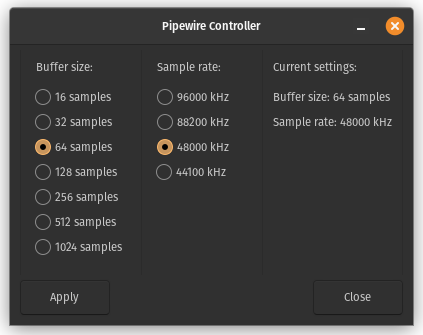 Pipewire Controller
Buffer size:
16 samples
32 samples
64 samples
128 samples
256 samples
512 samples
1024 samples
Sample rate:
96000 kHz
88200 kHz
48000 kHz
44100 kHz
Current settings:
Buffer size: 64 samples
Sample rate: 48000 kHz
Apply
Close